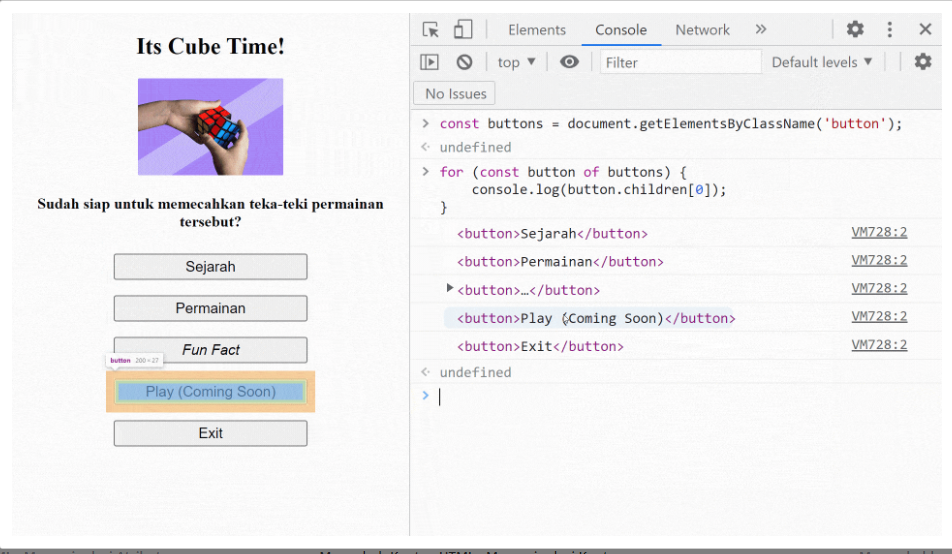 Its Cube Time!
Sudah siap untuk memecahkan teka-teki permainan
tersebut?
Sejarah
Permainan
Fun Fact
button 200 × 27
Play (Coming Soon)
Exit
Elements Console Network »
top ▼ Filter Default levels ▼
No Issues
> const buttons = document.getElementsByClassName('button');
undefined
> for (const button of buttons) {
console.log(button.children[0]);
}
<button>Sejarah</button> VM728:2
<button>Permainan</button> VM728:2
<button>…</button> VM728:2
<button>Play (Coming Soon)</button> VM728:2
<button>Exit</button> VM728:2
undefined
>